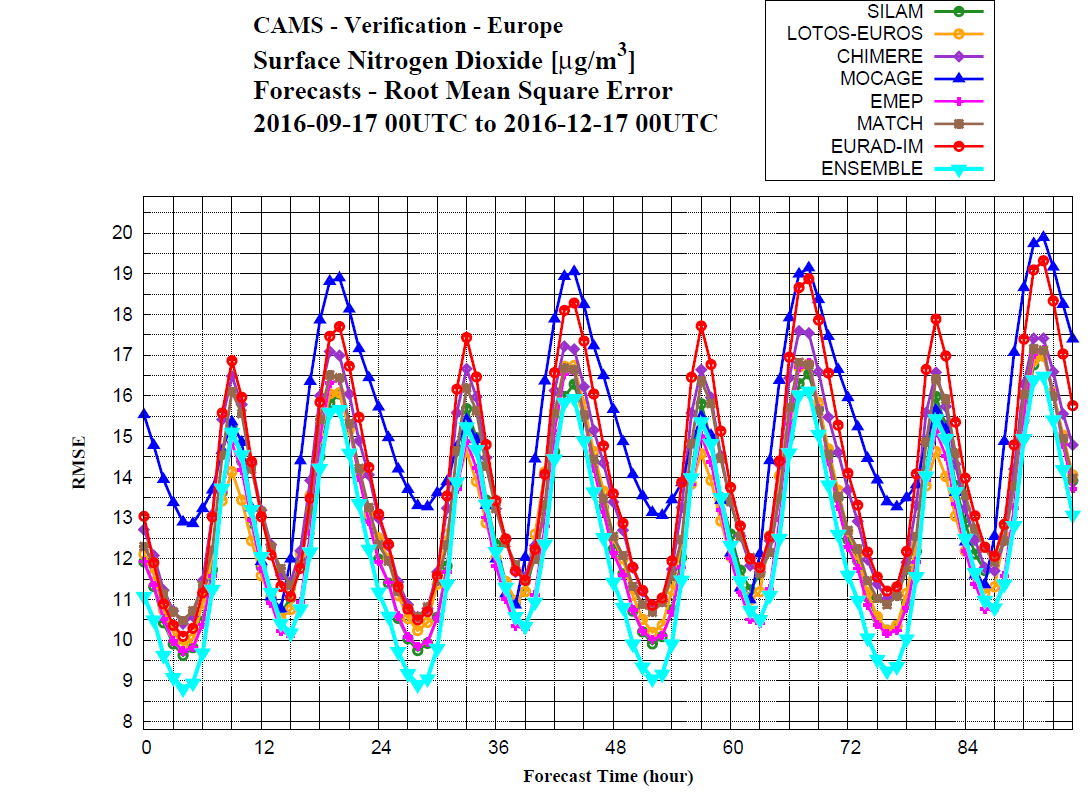 CAMS - Verification - Europe
Surface Nitrogen Dioxide [μg/m³]
Forecasts - Root Mean Square Error
2016-09-17 00UTC to 2016-12-17 00UTC
SILAM
LOTOS-EUROS
CHIMERE
MOCAGE
EMEP
MATCH
EURAD-IM
ENSEMBLE
20
19
18
17
16
15
14
13
12
11
10
9
8
RMSE
0 12 24 36 48 60 72 84
Forecast Time (hour)